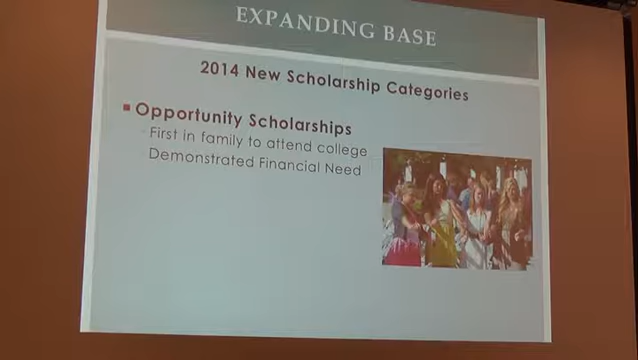 EXPANDING BASE
2014 New Scholarship Categories
▪ Opportunity Scholarships
First in family to attend college
Demonstrated Financial Need